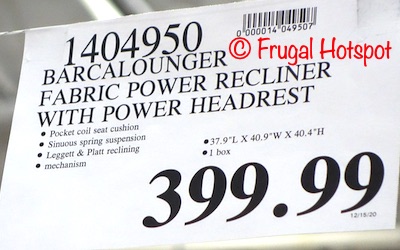 0000014049507
© Frugal Hotspot
1404950
BARCALOUNGER
FABRIC POWER RECLINER
WITH POWER HEADREST
• Pocket coil seat cushion
• Sinuous spring suspension
• Leggett & Platt reclining
• mechanism
• 37.9"L X 40.9"W X 40.4"H
• 1 box
399.99
12/15/20